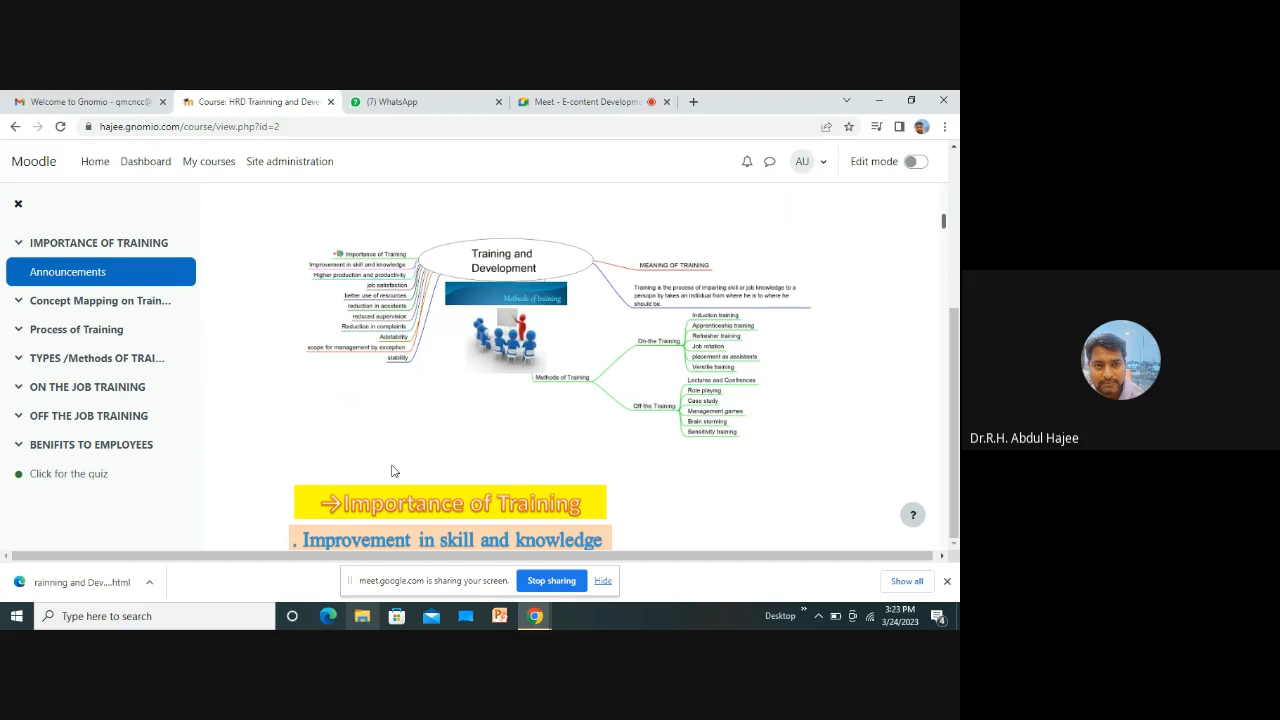 Welcome to Gnomio - qmcncc@
Course: HRD Trainning and Deve
(7) WhatsApp
Meet - E-content Developme
hajee.gnomio.com/course/view.php?id=2
Moodle
Home
Dashboard
My courses
Site administration
AU
Edit mode
IMPORTANCE OF TRAINING
Announcements
Concept Mapping on Train...
Process of Training
TYPES /Methods OF TRAI...
ON THE JOB TRAINING
OFF THE JOB TRAINING
BENIFITS TO EMPLOYEES
Click for the quiz
Training and
Development
Methods of training
Importance of Training
Improvement in skill and knowledge
Higher production and productivity
job satisfaction
better use of resources
reduction in accidents
reduced supervision
Reduction in complaints
Adotability
scope for management by exception
stability
MEANING OF TRAINING
Training is the process of imparting skill or job knowledge to a
persopn by takes an indiidual from where he is to where he
should be.
Methods of Training
On-the Training
Induction training
Apprenticeship training
Refresher training
Job rotation
placement as assistants
Verstile training
Off-the Training
Lectures and Confrences
Role playing
Case study
Management games
Brain storming
Sensitivity training
→Importance of Training
. Improvement in skill and knowledge
?
rainning and Dev....html
meet.google.com is sharing your screen.
Stop sharing
Hide
Show all
Type here to search
Desktop
3:23 PM
3/24/2023
4
Dr.R.H. Abdul Hajee